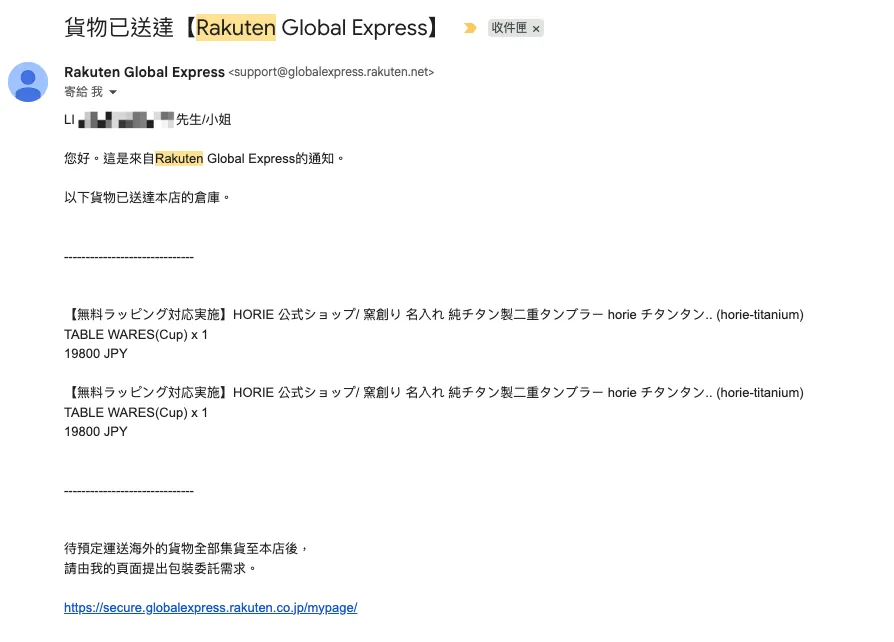 貨物已送達【Rakuten Global Express】
收件匣 ×
Rakuten Global Express <support@globalexpress.rakuten.net>
寄給 我
LI 先生/小姐
您好。這是來自Rakuten Global Express的通知。
以下貨物已送達本店的倉庫。
------------------------------
【無料ラッピング対応実施】HORIE 公式ショップ/ 窯創り 名入れ 純チタン製二重タンブラー horie チタンタン.. (horie-titanium)
TABLE WARES(Cup) x 1
19800 JPY
【無料ラッピング対応実施】HORIE 公式ショップ/ 窯創り 名入れ 純チタン製二重タンブラー horie チタンタン.. (horie-titanium)
TABLE WARES(Cup) x 1
19800 JPY
------------------------------
待預定運送海外的貨物全部集貨至本店後，
請由我的頁面提出包裝委託需求。
https://secure.globalexpress.rakuten.co.jp/mypage/